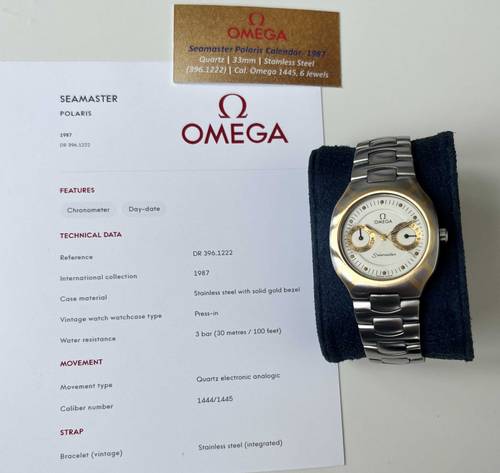 Ω
OMEGA
Seamaster Polaris Calendar. 1987
Quartz | 33mm | Stainless Steel
(396.1222) | Cal. Omega 1445, 6 Jewels
SEAMASTER
POLARIS
1987
DR 396.1222
Ω
OMEGA
FEATURES
Chronometer Day-date
TECHNICAL DATA
Reference DR 396.1222
International collection 1987
Case material Stainless steel with solid gold bezel
Vintage watch watchcase type Press-in
Water resistance 3 bar (30 metres / 100 feet)
MOVEMENT
Movement type Quartz electronic analogic
Caliber number 1444/1445
STRAP
Bracelet (vintage) Stainless steel (integrated)
Ω
OMEGA
Seamaster